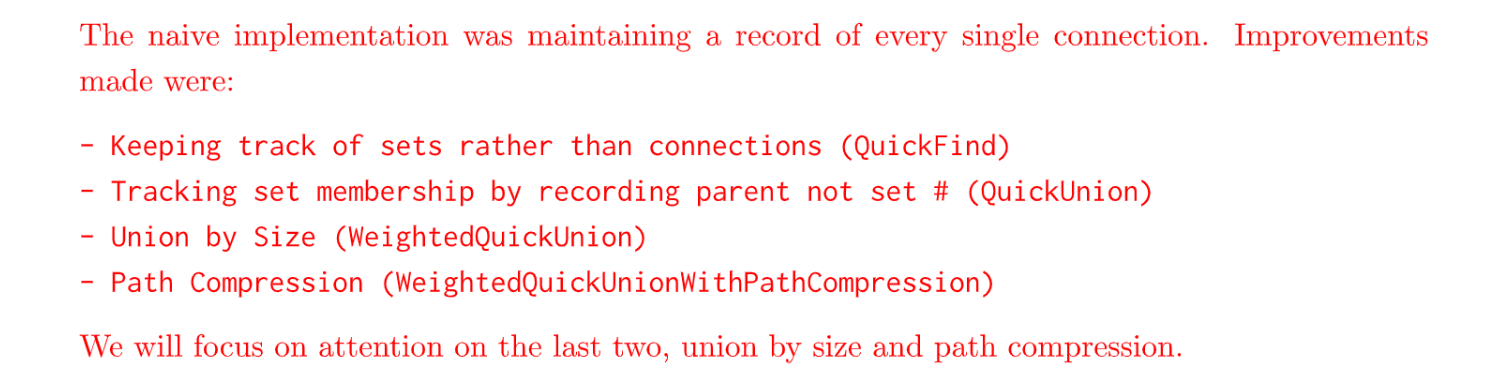 The naive implementation was maintaining a record of every single connection. Improvements
made were:
- Keeping track of sets rather than connections (QuickFind)
- Tracking set membership by recording parent not set # (QuickUnion)
- Union by Size (WeightedQuickUnion)
- Path Compression (WeightedQuickUnionWithPathCompression)
We will focus on attention on the last two, union by size and path compression.